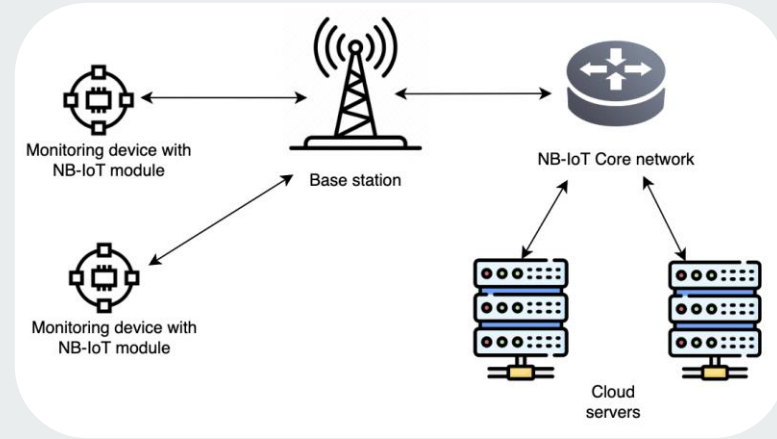 Monitoring device with
NB-IoT module
Base station
NB-IoT Core network
Monitoring device with
NB-IoT module
Cloud
servers